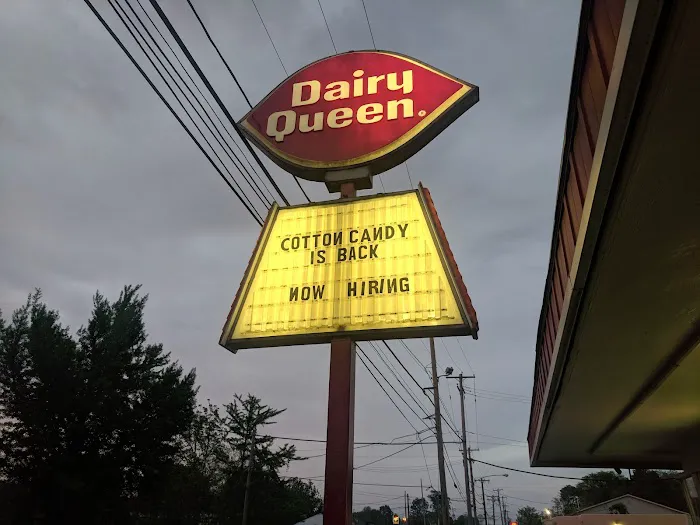 Dairy
Queen®
COTTON CANDY
IS BACK
NOW HIRING